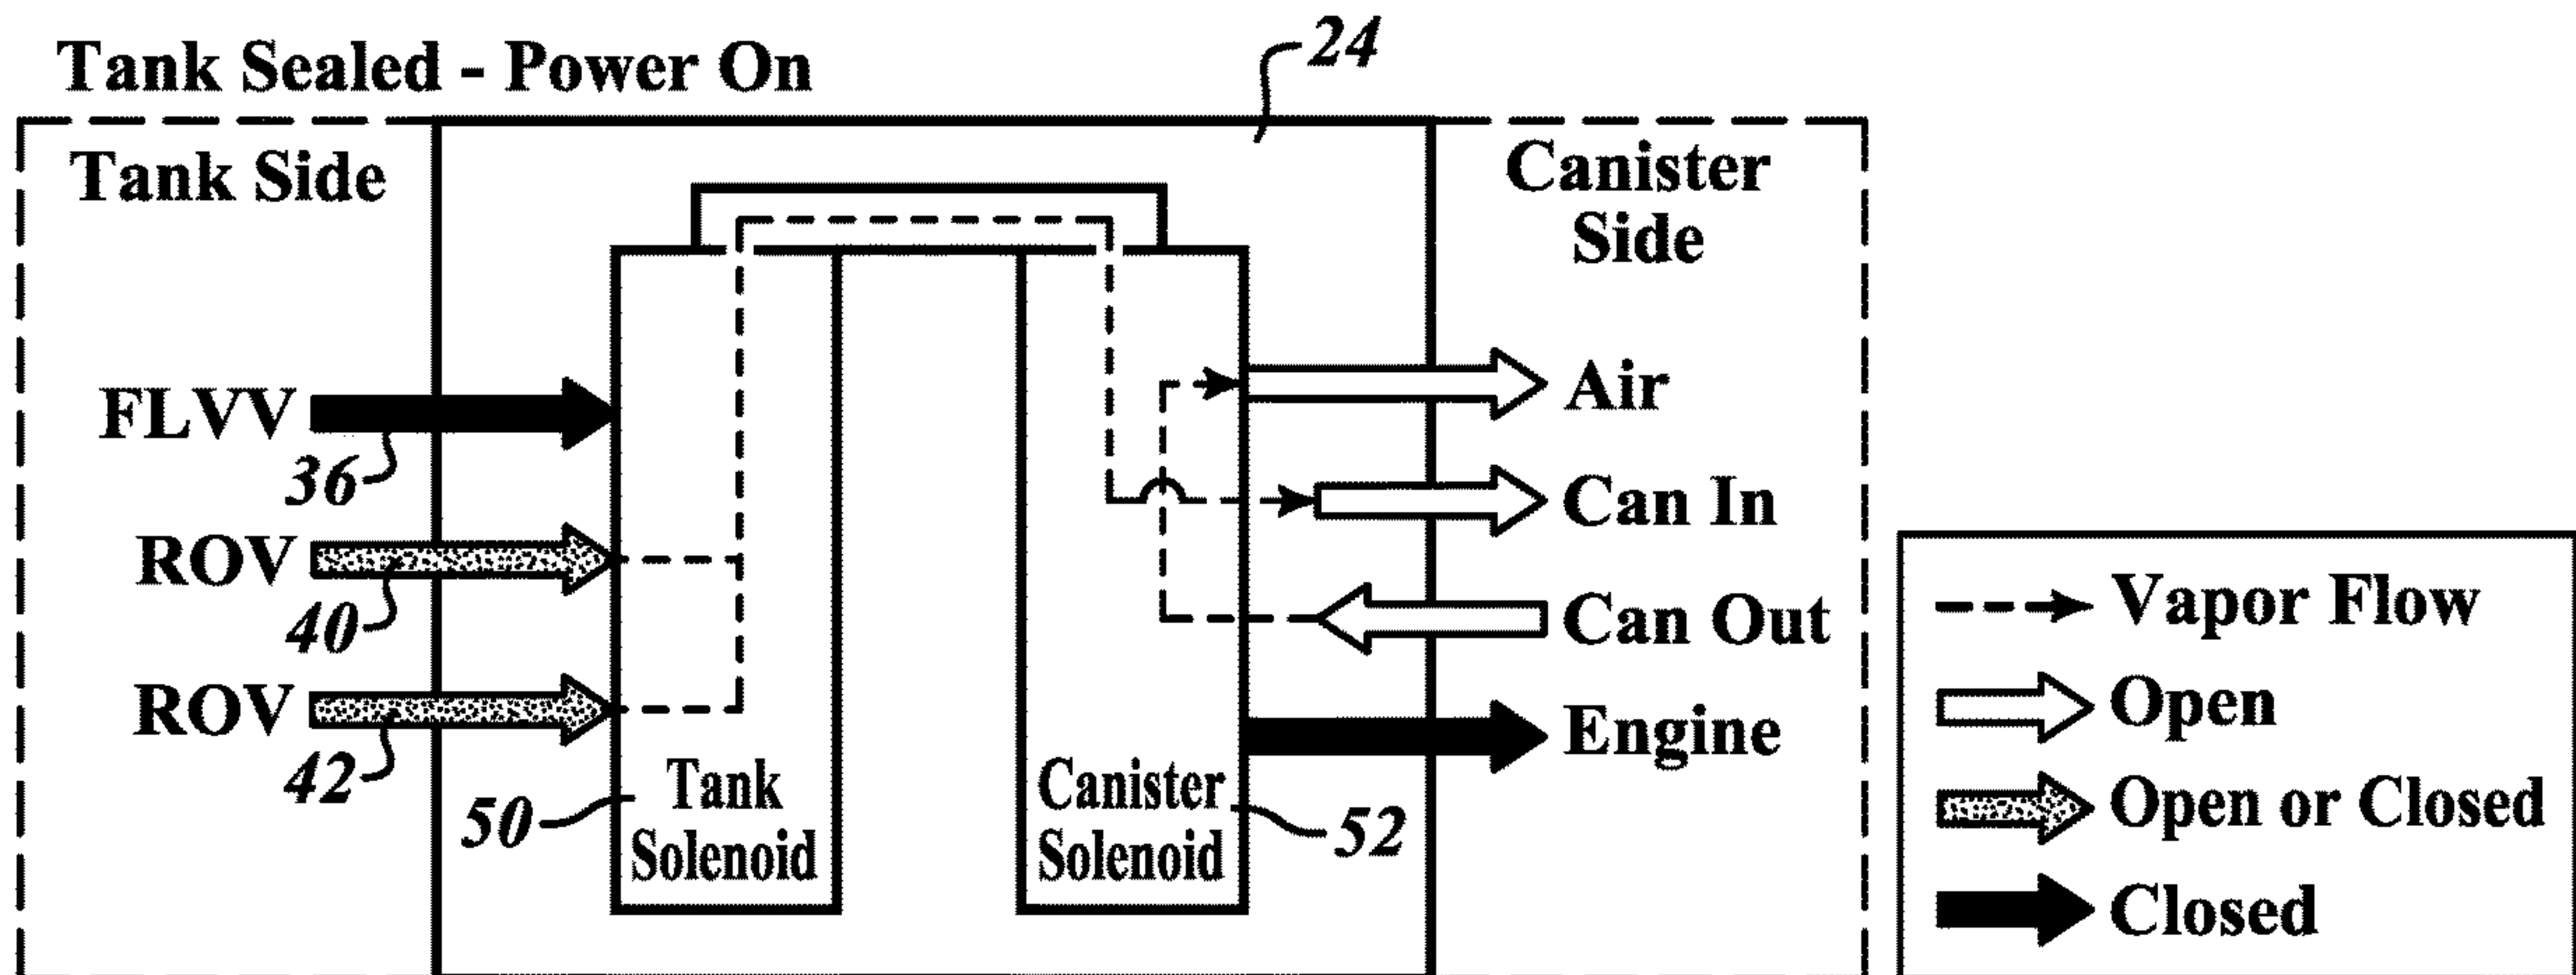 Tank Sealed - Power On
24
Tank Side
Canister
Side
FLVV
36
ROV
40
ROV
42
50
Tank
Solenoid
Canister
Solenoid
52
Air
Can In
Can Out
Engine
Vapor Flow
Open
Open or Closed
Closed